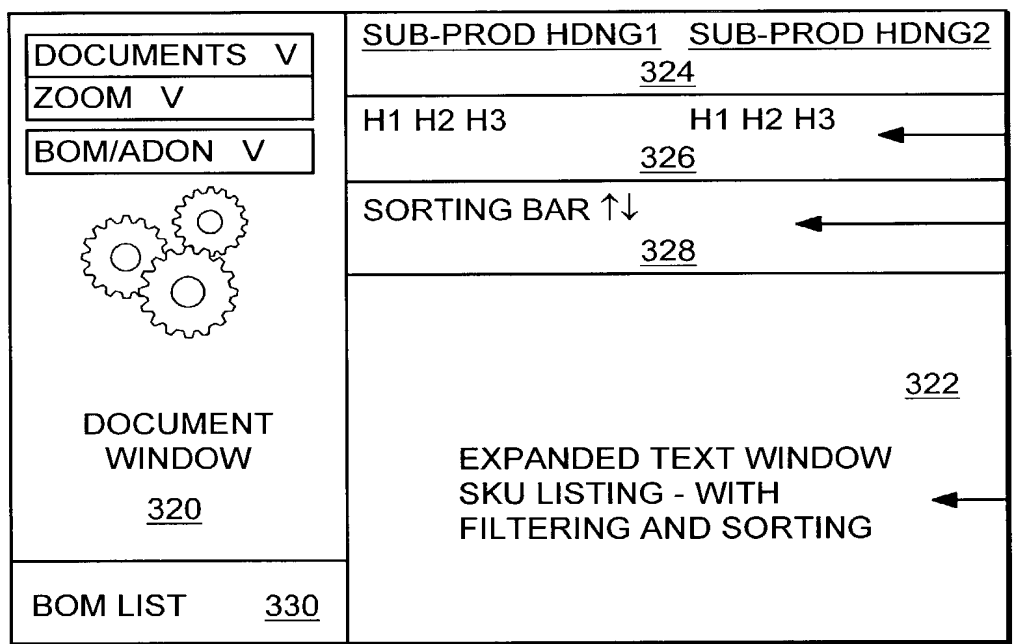 DOCUMENTS V
ZOOM V
BOM/ADON V
DOCUMENT
WINDOW
320
BOM LIST 330
SUB-PROD HDNG1 SUB-PROD HDNG2
324
H1 H2 H3 H1 H2 H3
326
SORTING BAR ↑↓
328
322
EXPANDED TEXT WINDOW
SKU LISTING - WITH
FILTERING AND SORTING